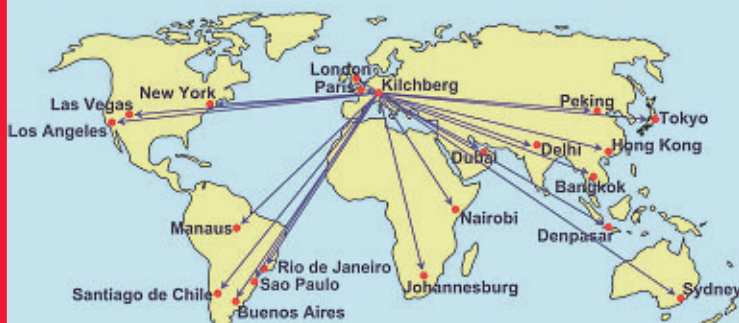 London
Paris
Kilchberg
New York
Las Vegas
Los Angeles
Peking
Tokyo
Dubai
Delhi
Hong Kong
Bangkok
Nairobi
Manaus
Denpasar
Rio de Janeiro
Sao Paulo
Johannesburg
Santiago de Chile
Buenos Aires
Sydney